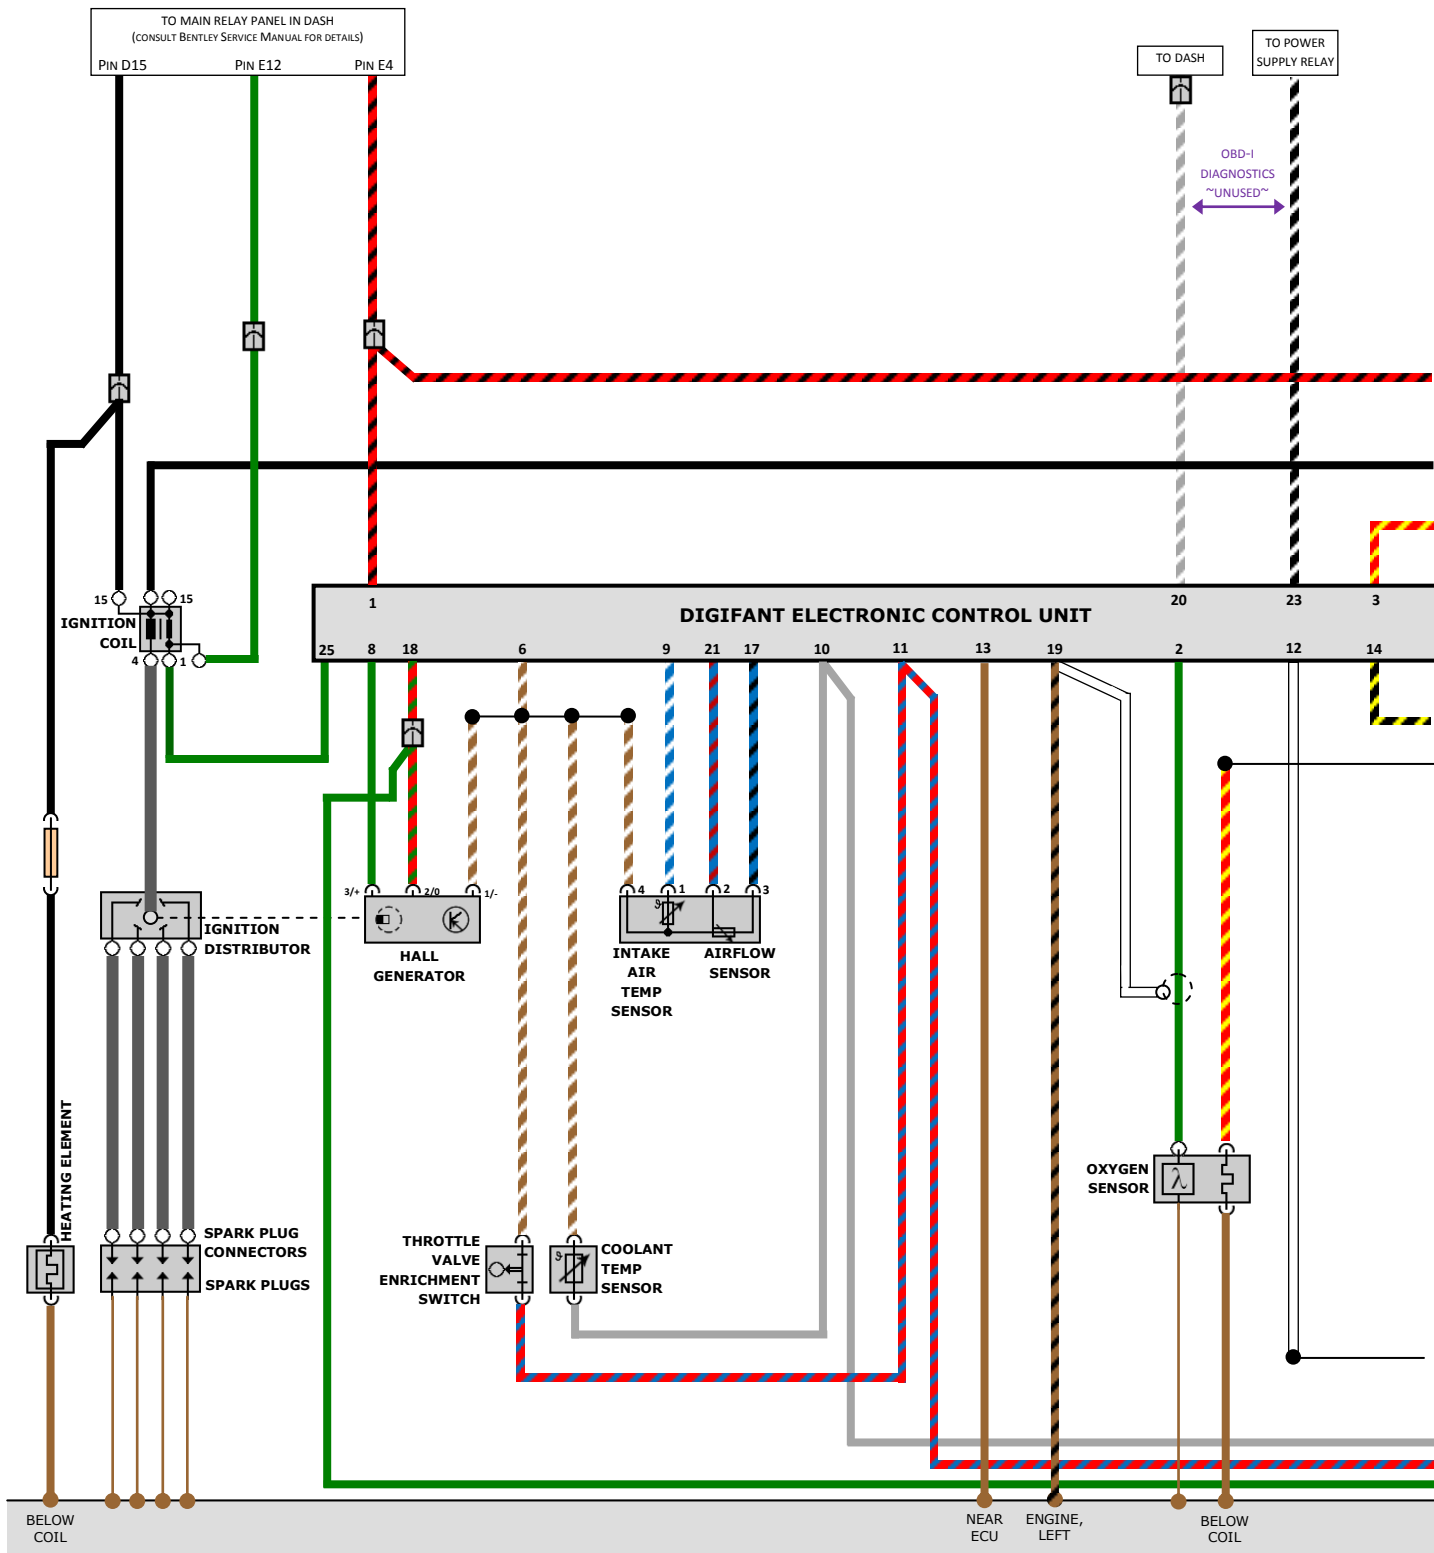 TO MAIN RELAY PANEL IN DASH
(CONSULT BENTLEY SERVICE MANUAL FOR DETAILS)
PIN D15 PIN E12 PIN E4
TO DASH
TO POWER
SUPPLY RELAY
OBD-I
DIAGNOSTICS
~UNUSED~
15 15
IGNITION
COIL
4 1
1 DIGIFANT ELECTRONIC CONTROL UNIT 20 23 3
25 8 18 6 9 21 17 10 11 13 19 2 12 14
3/+ 2/0 1/-
4 1 2 3
ϑ
IGNITION
DISTRIBUTOR
HALL
GENERATOR
INTAKE
AIR
TEMP
SENSOR
AIRFLOW
SENSOR
HEATING ELEMENT
OXYGEN
SENSOR
λ
SPARK PLUG
CONNECTORS
SPARK PLUGS
THROTTLE
VALVE
ENRICHMENT
SWITCH
ϑ
COOLANT
TEMP
SENSOR
BELOW
COIL
NEAR
ECU
ENGINE,
LEFT
BELOW
COIL